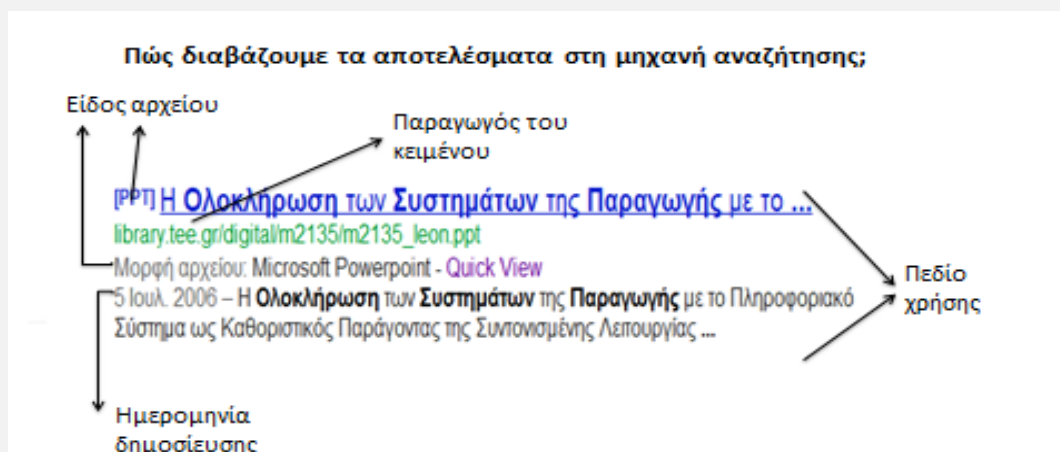 Πώς διαβάζουμε τα αποτελέσματα στη μηχανή αναζήτησης;
Είδος αρχείου
Παραγωγός του
κειμένου
[PPT] Η Ολοκλήρωση των Συστημάτων της Παραγωγής με το ...
library.tee.gr/digital/m2135/m2135_leon.ppt
Μορφή αρχείου: Microsoft Powerpoint - Quick View
5 Ιουλ. 2006 – Η Ολοκλήρωση των Συστημάτων της Παραγωγής με το Πληροφοριακό
Σύστημα ως Καθοριστικός Παράγοντας της Συντονισμένης Λειτουργίας ...
Πεδίο
χρήσης
Ημερομηνία
δημοσίευσης